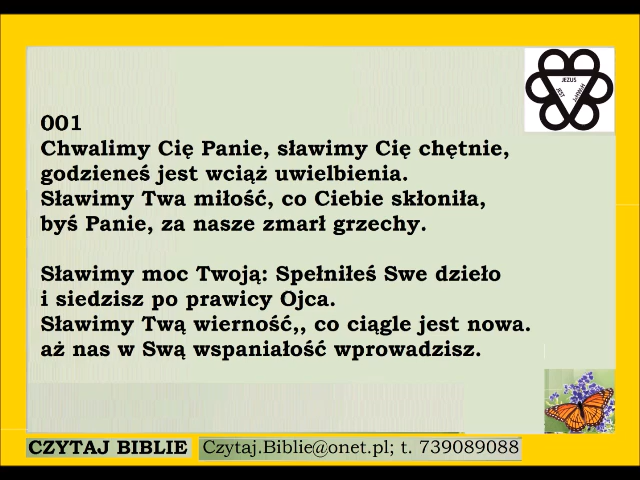 JEZUS
JEST
001
Chwalimy Cię Panie, sławimy Cię chętnie,
godzieneś jest wciąż uwielbienia.
Sławimy Twa miłość, co Ciebie skłoniła,
byś Panie, za nasze zmarł grzechy.
Sławimy moc Twoją: Spełniłeś Swe dzieło
i siedzisz po prawicy Ojca.
Sławimy Twą wierność,, co ciągle jest nowa.
aż nas w Swą wspaniałość wprowadzisz.
CZYTAJ BIBLIE Czytaj.Biblie@onet.pl; t. 739089088